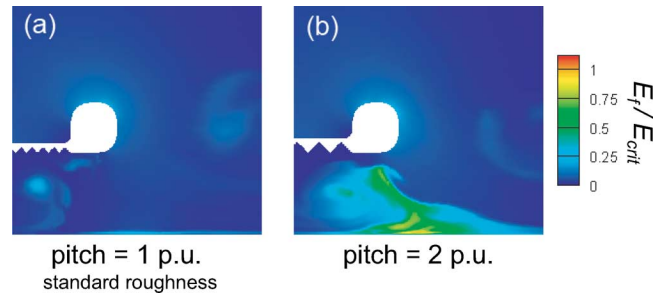 (a)
(b)
1
0.75
0.5
0.25
0
E_f / E_crit
pitch = 1 p.u.
standard roughness
pitch = 2 p.u.